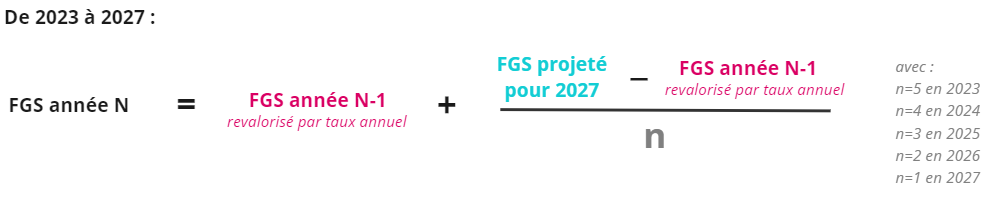 De 2023 à 2027 :
FGS année N = FGS année N-1 + FGS projeté − FGS année N-1
revalorisé par taux annuel pour 2027 revalorisé par taux annuel
n
avec :
n=5 en 2023
n=4 en 2024
n=3 en 2025
n=2 en 2026
n=1 en 2027